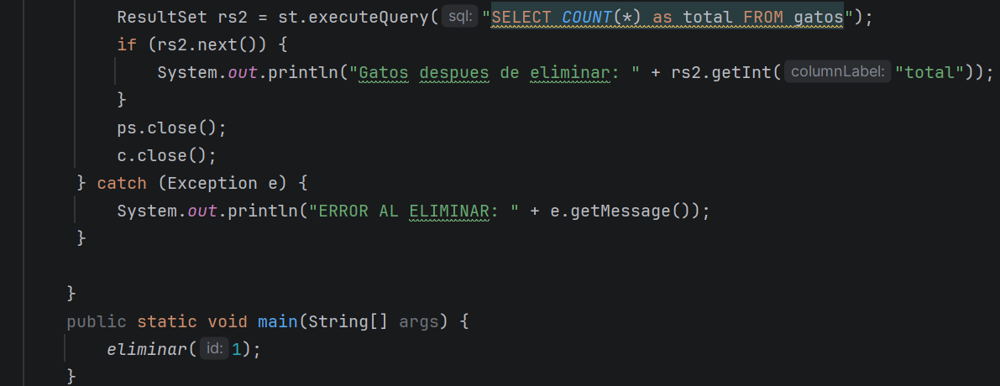 ResultSet rs2 = st.executeQuery( sql: "SELECT COUNT(*) as total FROM gatos");
if (rs2.next()) {
System.out.println("Gatos despues de eliminar: " + rs2.getInt( columnLabel: "total"));
}
ps.close();
c.close();
} catch (Exception e) {
System.out.println("ERROR AL ELIMINAR: " + e.getMessage());
}
}
public static void main(String[] args) {
eliminar( id: 1);
}